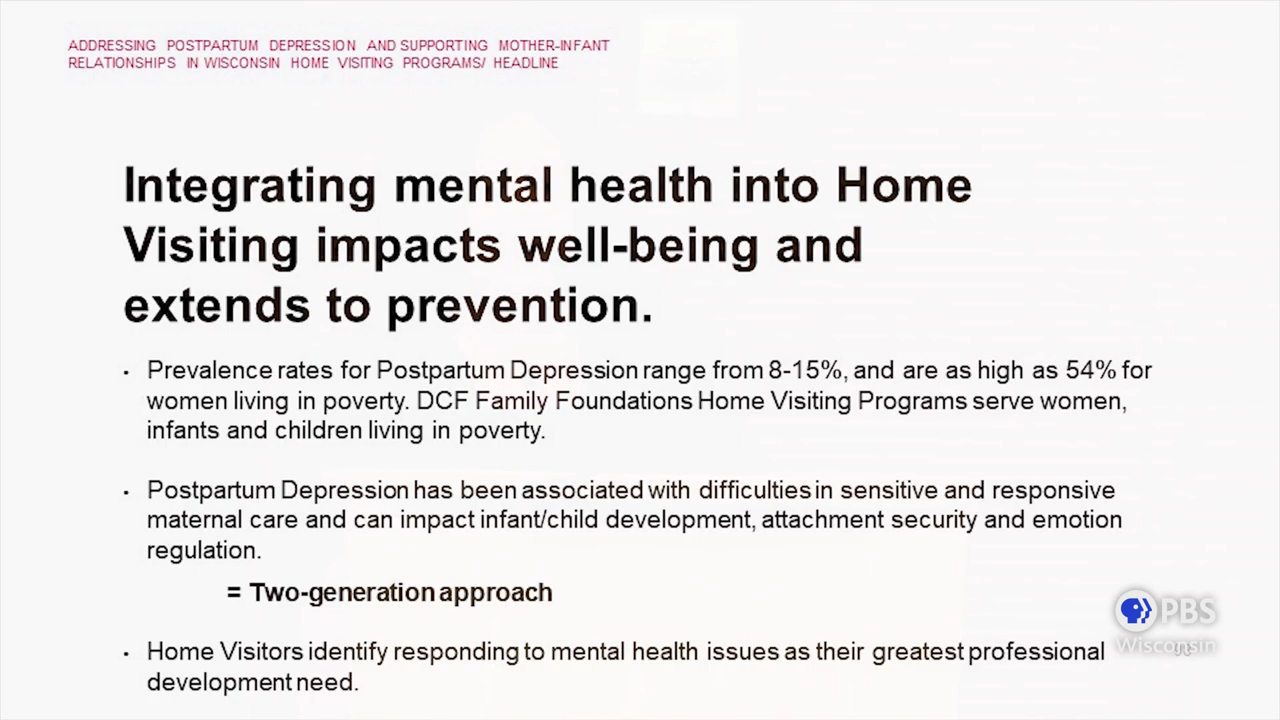 ADDRESSING POSTPARTUM DEPRESSION AND SUPPORTING MOTHER-INFANT
RELATIONSHIPS IN WISCONSIN HOME VISITING PROGRAMS/ HEADLINE
Integrating mental health into Home
Visiting impacts well-being and
extends to prevention.
• Prevalence rates for Postpartum Depression range from 8-15%, and are as high as 54% for
women living in poverty. DCF Family Foundations Home Visiting Programs serve women,
infants and children living in poverty.
• Postpartum Depression has been associated with difficulties in sensitive and responsive
maternal care and can impact infant/child development, attachment security and emotion
regulation.
= Two-generation approach
• Home Visitors identify responding to mental health issues as their greatest professional
development need.
PBS
Wisconsin